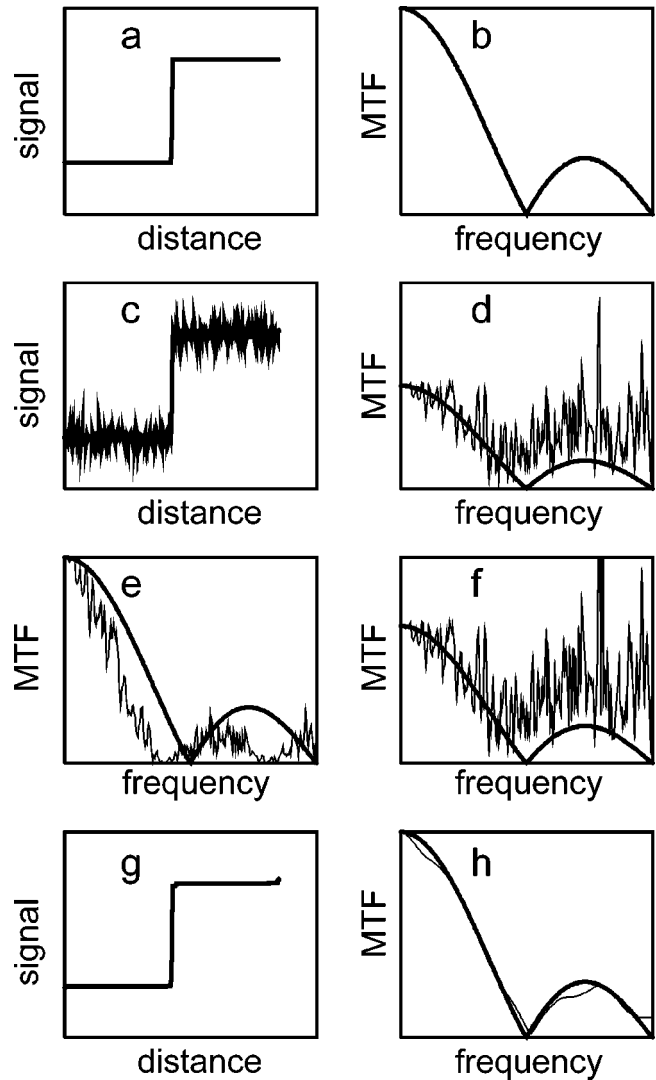 a
signal
distance
b
MTF
frequency
c
signal
distance
d
MTF
frequency
e
MTF
frequency
f
MTF
frequency
g
signal
distance
h
MTF
frequency